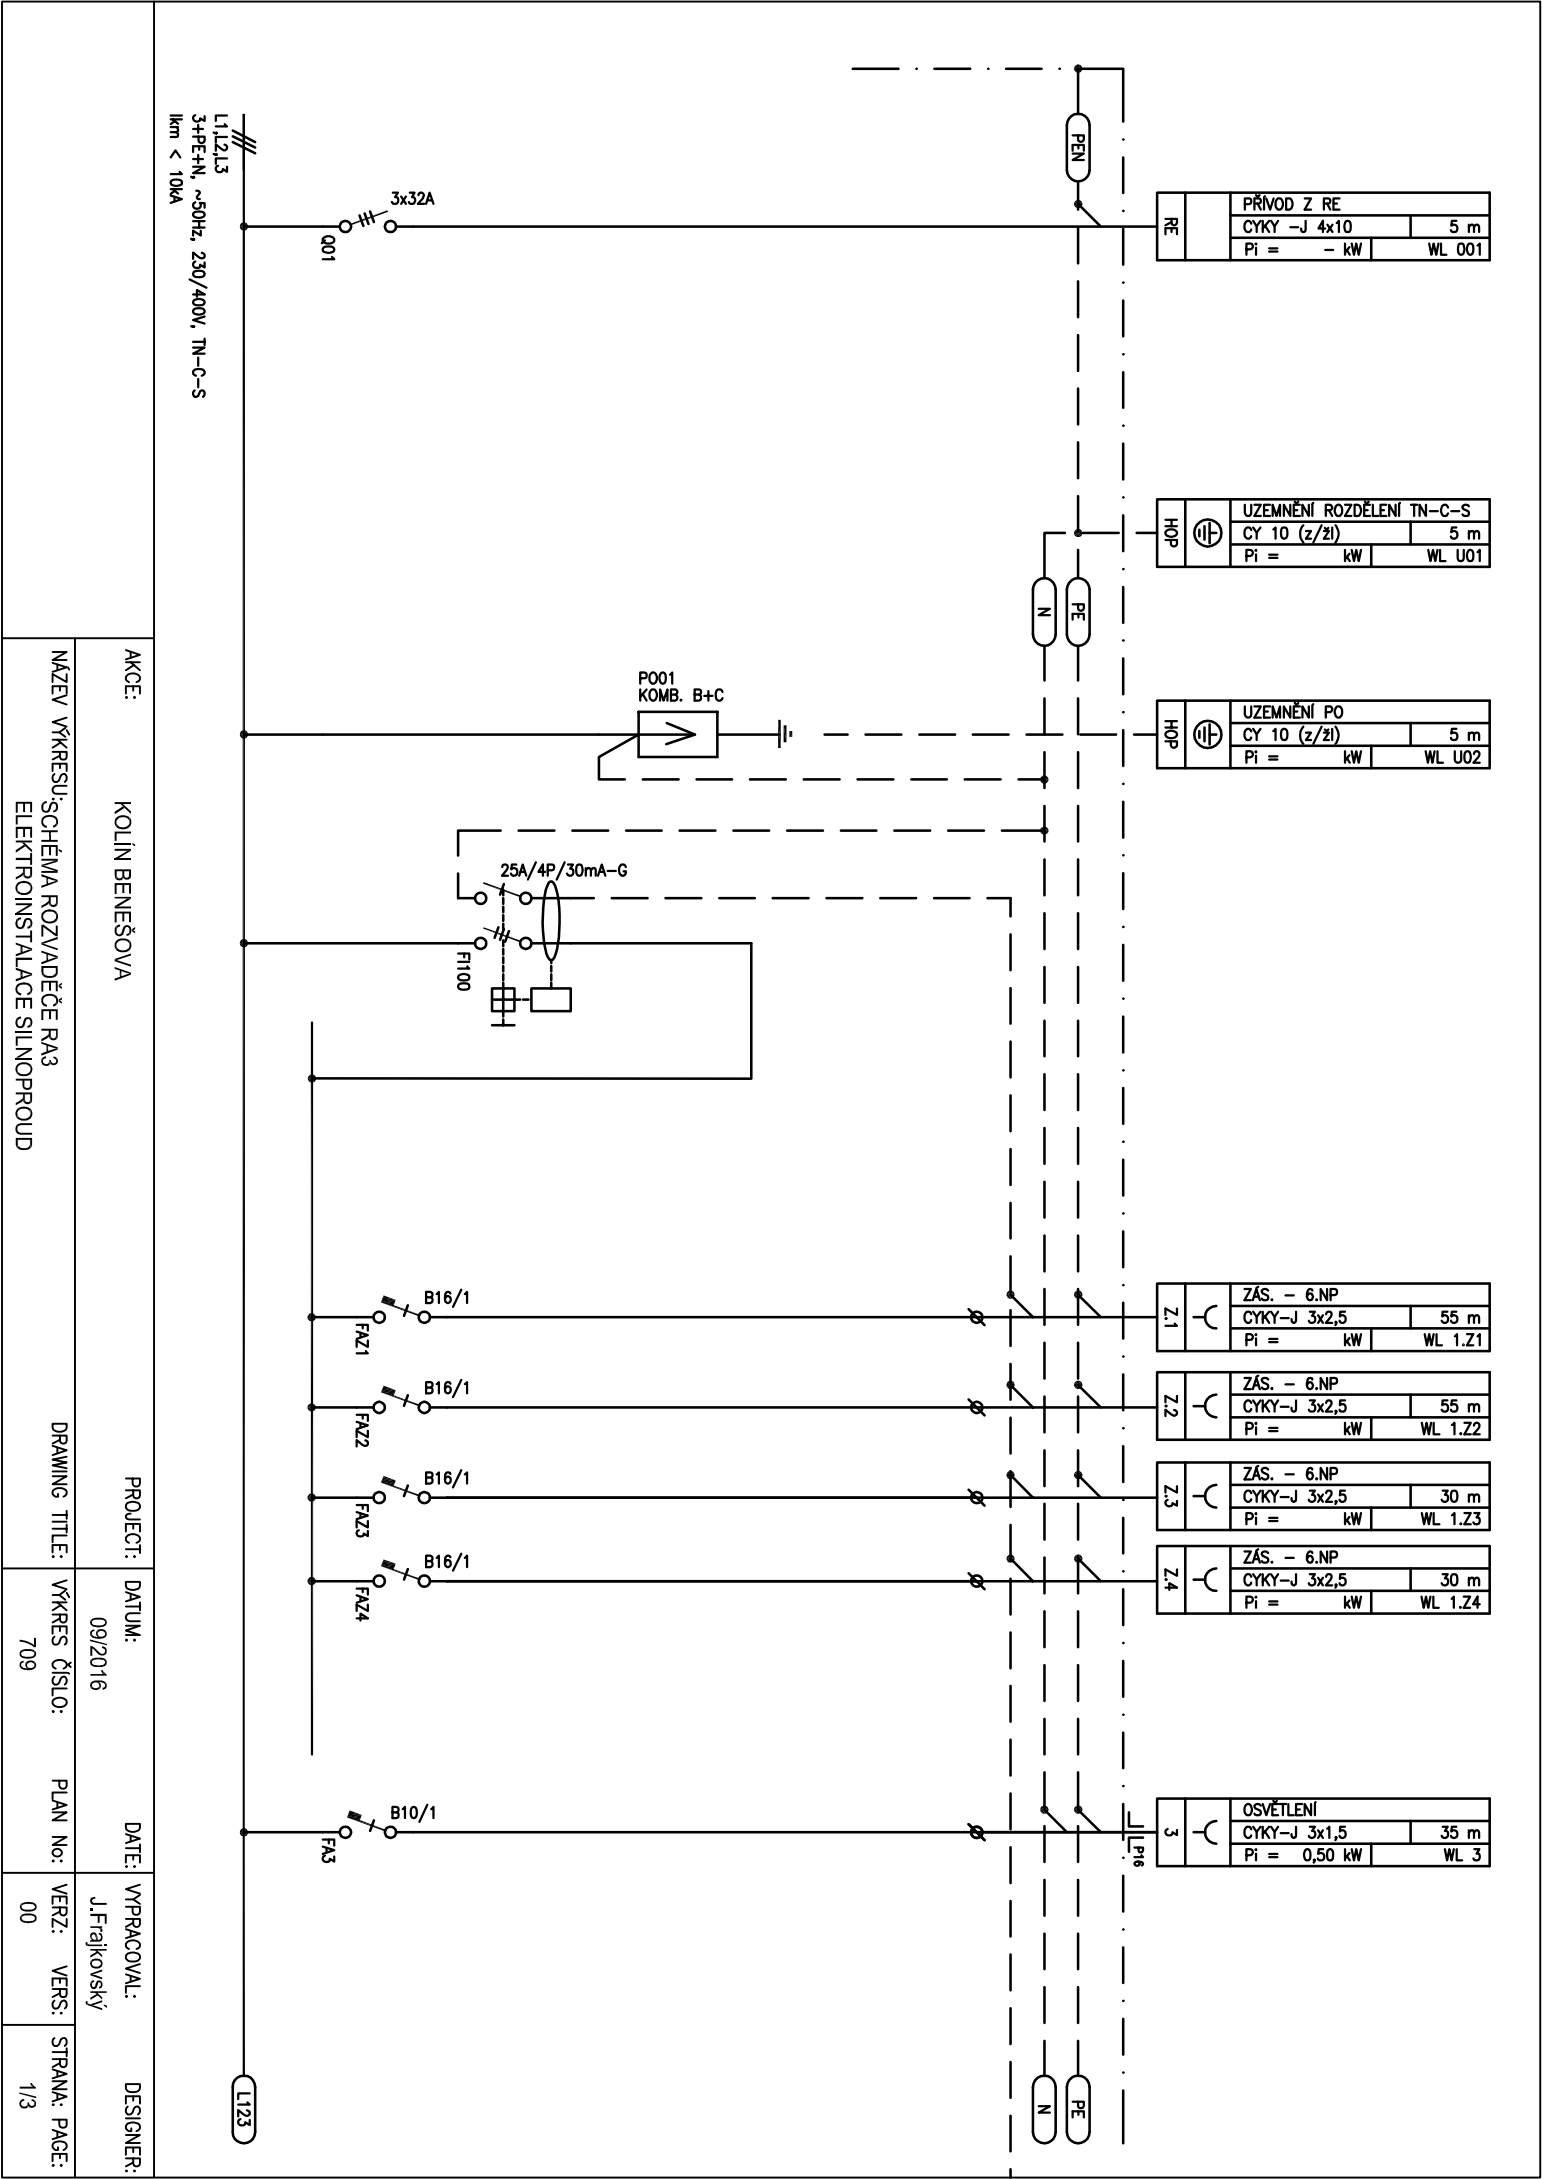 PŘÍVOD Z RE
CYKY -J 4x10 5 m
Pi = - kW WL 001
RE
PEN
3x32A
Q01
L1,L2,L3
3+PE+N, ~50Hz, 230/400V, TN-C-S
Ikm < 10kA
UZEMNĚNÍ ROZDĚLENÍ TN-C-S
CY 10 (z/žl) 5 m
Pi = kW WL U01
HOP
PE
N
UZEMNĚNÍ PO
CY 10 (z/žl) 5 m
Pi = kW WL U02
HOP
PO01
KOMB. B+C
25A/4P/30mA-G
FI100
ZÁS. - 6.NP
CYKY-J 3x2,5 55 m
Pi = kW WL 1.Z1
Z.1
B16/1
FAZ1
ZÁS. - 6.NP
CYKY-J 3x2,5 55 m
Pi = kW WL 1.Z2
Z.2
B16/1
FAZ2
ZÁS. - 6.NP
CYKY-J 3x2,5 30 m
Pi = kW WL 1.Z3
Z.3
B16/1
FAZ3
ZÁS. - 6.NP
CYKY-J 3x2,5 30 m
Pi = kW WL 1.Z4
Z.4
B16/1
FAZ4
OSVĚTLENÍ
CYKY-J 3x1,5 35 m
Pi = 0,50 kW WL 3
3
P16
B10/1
FA3
PE
N
L123
AKCE: PROJECT:
KOLÍN BENEŠOVA
NÁZEV VÝKRESU: DRAWING TITLE:
SCHÉMA ROZVADĚČE RA3
ELEKTROINSTALACE SILNOPROUD
DATUM: DATE:
09/2016
VÝKRES ČÍSLO: PLAN No:
709
VYPRACOVAL: DESIGNER:
J.Frajkovský
VERZ: VERS:
00
STRANA: PAGE:
1/3